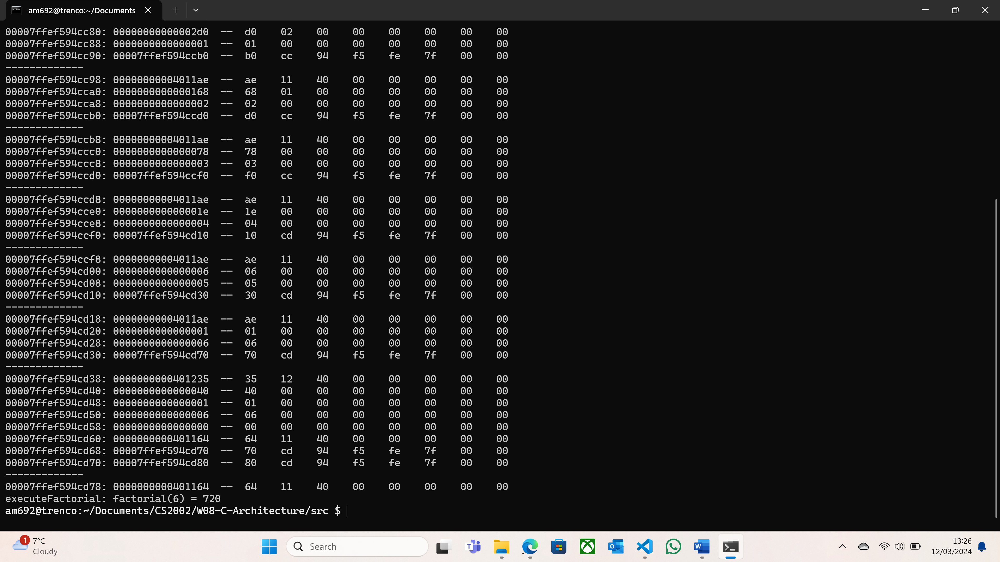 am692@trenco:~/Documents
00007ffef594cc80: 00000000000002d0 -- d0 02 00 00 00 00 00 00
00007ffef594cc88: 0000000000000001 -- 01 00 00 00 00 00 00 00
00007ffef594cc90: 00007ffef594ccb0 -- b0 cc 94 f5 fe 7f 00 00
-------------
00007ffef594cc98: 00000000004011ae -- ae 11 40 00 00 00 00 00
00007ffef594cca0: 0000000000000168 -- 68 01 00 00 00 00 00 00
00007ffef594cca8: 0000000000000002 -- 02 00 00 00 00 00 00 00
00007ffef594ccb0: 00007ffef594ccd0 -- d0 cc 94 f5 fe 7f 00 00
-------------
00007ffef594ccb8: 00000000004011ae -- ae 11 40 00 00 00 00 00
00007ffef594ccc0: 0000000000000078 -- 78 00 00 00 00 00 00 00
00007ffef594ccc8: 0000000000000003 -- 03 00 00 00 00 00 00 00
00007ffef594ccd0: 00007ffef594ccf0 -- f0 cc 94 f5 fe 7f 00 00
-------------
00007ffef594ccd8: 00000000004011ae -- ae 11 40 00 00 00 00 00
00007ffef594cce0: 000000000000001e -- 1e 00 00 00 00 00 00 00
00007ffef594cce8: 0000000000000004 -- 04 00 00 00 00 00 00 00
00007ffef594ccf0: 00007ffef594cd10 -- 10 cd 94 f5 fe 7f 00 00
-------------
00007ffef594ccf8: 00000000004011ae -- ae 11 40 00 00 00 00 00
00007ffef594cd00: 0000000000000006 -- 06 00 00 00 00 00 00 00
00007ffef594cd08: 0000000000000005 -- 05 00 00 00 00 00 00 00
00007ffef594cd10: 00007ffef594cd30 -- 30 cd 94 f5 fe 7f 00 00
-------------
00007ffef594cd18: 00000000004011ae -- ae 11 40 00 00 00 00 00
00007ffef594cd20: 0000000000000001 -- 01 00 00 00 00 00 00 00
00007ffef594cd28: 0000000000000006 -- 06 00 00 00 00 00 00 00
00007ffef594cd30: 00007ffef594cd70 -- 70 cd 94 f5 fe 7f 00 00
-------------
00007ffef594cd38: 0000000000401235 -- 35 12 40 00 00 00 00 00
00007ffef594cd40: 0000000000000040 -- 40 00 00 00 00 00 00 00
00007ffef594cd48: 0000000000000001 -- 01 00 00 00 00 00 00 00
00007ffef594cd50: 0000000000000006 -- 06 00 00 00 00 00 00 00
00007ffef594cd58: 0000000000000000 -- 00 00 00 00 00 00 00 00
00007ffef594cd60: 0000000000401164 -- 64 11 40 00 00 00 00 00
00007ffef594cd68: 00007ffef594cd70 -- 70 cd 94 f5 fe 7f 00 00
00007ffef594cd70: 00007ffef594cd80 -- 80 cd 94 f5 fe 7f 00 00
-------------
00007ffef594cd78: 0000000000401164 -- 64 11 40 00 00 00 00 00
executeFactorial: factorial(6) = 720
am692@trenco:~/Documents/CS2002/W08-C-Architecture/src $
1
7°C
Cloudy
Search
13:26
12/03/2024